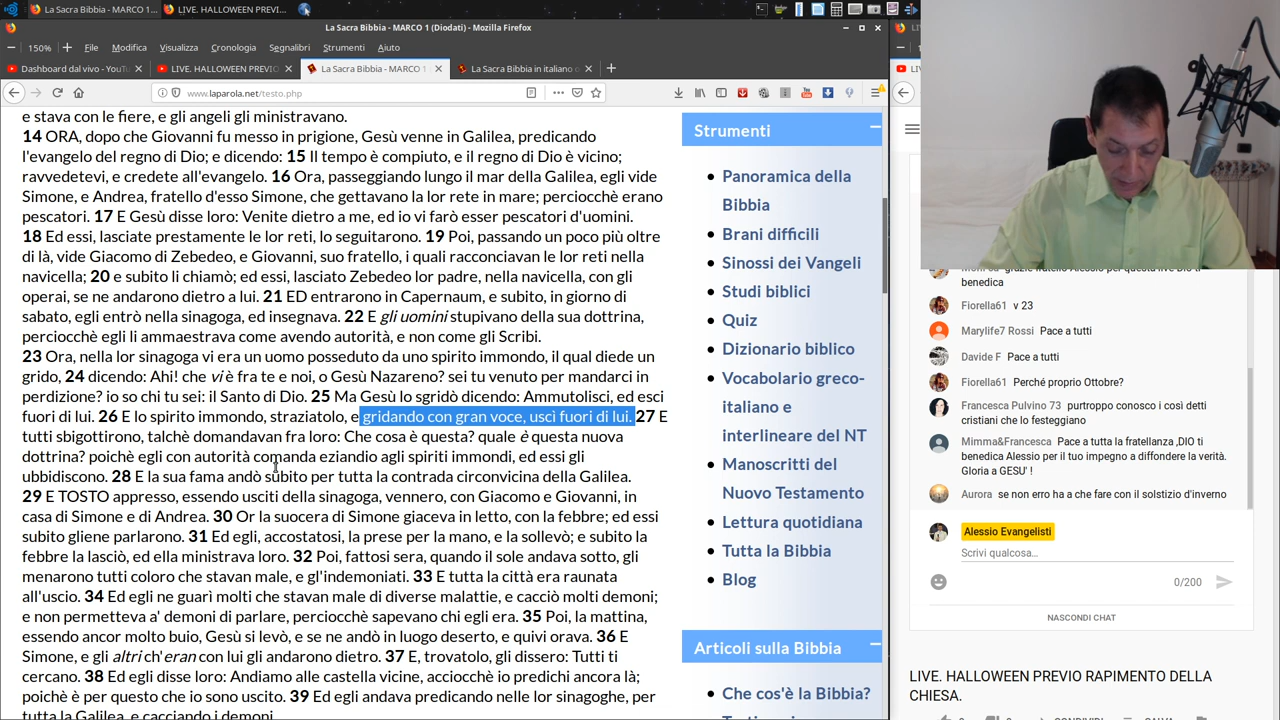 La Sacra Bibbia - MARCO 1...
LIVE. HALLOWEEN PREVI...
La Sacra Bibbia - MARCO 1 (Diodati) - Mozilla Firefox
150%
File Modifica Visualizza Cronologia Segnalibri Strumenti Aiuto
Dashboard dal vivo - YouTu
LIVE. HALLOWEEN PREVIO
La Sacra Bibbia - MARCO 1
La Sacra Bibbia in italiano o
www.laparola.net/testo.php
e stava con le fiere, e gli angeli gli ministravano.
14 ORA, dopo che Giovanni fu messo in prigione, Gesù venne in Galilea, predicando
l'evangelo del regno di Dio; e dicendo: 15 Il tempo è compiuto, e il regno di Dio è vicino;
ravvedetevi, e credete all'evangelo. 16 Ora, passeggiando lungo il mar della Galilea, egli vide
Simone, e Andrea, fratello d'esso Simone, che gettavano la lor rete in mare; perciocchè erano
pescatori. 17 E Gesù disse loro: Venite dietro a me, ed io vi farò esser pescatori d'uomini.
18 Ed essi, lasciate prestamente le lor reti, lo seguitarono. 19 Poi, passando un poco più oltre
di là, vide Giacomo di Zebedeo, e Giovanni, suo fratello, i quali racconciavan le lor reti nella
navicella; 20 e subito li chiamò; ed essi, lasciato Zebedeo lor padre, nella navicella, con gli
operai, se ne andarono dietro a lui. 21 ED entrarono in Capernaum, e subito, in giorno di
sabato, egli entrò nella sinagoga, ed insegnava. 22 E gli uomini stupivano della sua dottrina,
perciocchè egli li ammaestrava come avendo autorità, e non come gli Scribi.
23 Ora, nella lor sinagoga vi era un uomo posseduto da uno spirito immondo, il qual diede un
grido, 24 dicendo: Ahi! che vi è fra te e noi, o Gesù Nazareno? sei tu venuto per mandarci in
perdizione? io so chi tu sei: il Santo di Dio. 25 Ma Gesù lo sgridò dicendo: Ammutolisci, ed esci
fuori di lui. 26 E lo spirito immondo, straziatolo, e gridando con gran voce, uscì fuori di lui. 27 E
tutti sbigottirono, talchè domandavan fra loro: Che cosa è questa? quale è questa nuova
dottrina? poichè egli con autorità comanda eziandio agli spiriti immondi, ed essi gli
ubbidiscono. 28 E la sua fama andò subito per tutta la contrada circonvicina della Galilea.
29 E TOSTO appresso, essendo usciti della sinagoga, vennero, con Giacomo e Giovanni, in
casa di Simone e di Andrea. 30 Or la suocera di Simone giaceva in letto, con la febbre; ed essi
subito gliene parlarono. 31 Ed egli, accostatosi, la prese per la mano, e la sollevò; e subito la
febbre la lasciò, ed ella ministrava loro. 32 Poi, fattosi sera, quando il sole andava sotto, gli
menarono tutti coloro che stavan male, e gl'indemoniati. 33 E tutta la città era raunata
all'uscio. 34 Ed egli ne guarì molti che stavan male di diverse malattie, e cacciò molti demoni;
e non permetteva a' demoni di parlare, perciocchè sapevano chi egli era. 35 Poi, la mattina,
essendo ancor molto buio, Gesù si levò, e se ne andò in luogo deserto, e quivi orava. 36 E
Simone, e gli altri ch'eran con lui gli andarono dietro. 37 E, trovatolo, gli dissero: Tutti ti
cercano. 38 Ed egli disse loro: Andiamo alle castella vicine, acciocchè io predichi ancora là;
poichè è per questo che io sono uscito. 39 Ed egli andava predicando nelle lor sinagoghe, per
tutta la Galilea, e cacciando i demoni.
Strumenti
Panoramica della
Bibbia
Brani difficili
Sinossi dei Vangeli
Studi biblici
Quiz
Dizionario biblico
Vocabolario greco-
italiano e
interlineare del NT
Manoscritti del
Nuovo Testamento
Lettura quotidiana
Tutta la Bibbia
Blog
Articoli sulla Bibbia
Che cos'è la Bibbia?
grazie fratello Alessio per questa live DIO ti
benedica
Fiorella61 v 23
Marylife7 Rossi Pace a tutti
Davide F Pace a tutti
Fiorella61 Perché proprio Ottobre?
Francesca Pulvino 73 purtroppo conosco i così detti
cristiani che lo festeggiano
Mimma&Francesca Pace a tutta la fratellanza ,DIO ti
benedica Alessio per il tuo impegno a diffondere la verità.
Gloria a GESU' !
Aurora se non erro ha a che fare con il solstizio d'inverno
Alessio Evangelisti
Scrivi qualcosa...
0/200
NASCONDI CHAT
LIVE. HALLOWEEN PREVIO RAPIMENTO DELLA
CHIESA.